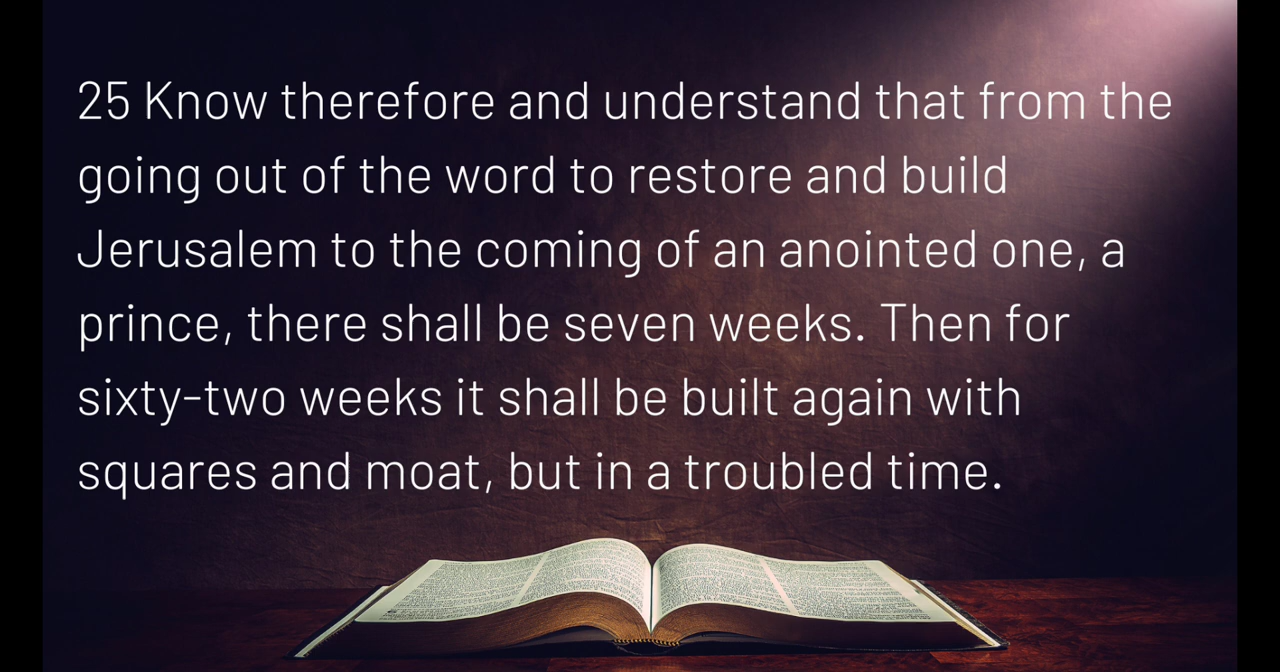 25 Know therefore and understand that from the
going out of the word to restore and build
Jerusalem to the coming of an anointed one, a
prince, there shall be seven weeks. Then for
sixty-two weeks it shall be built again with
squares and moat, but in a troubled time.